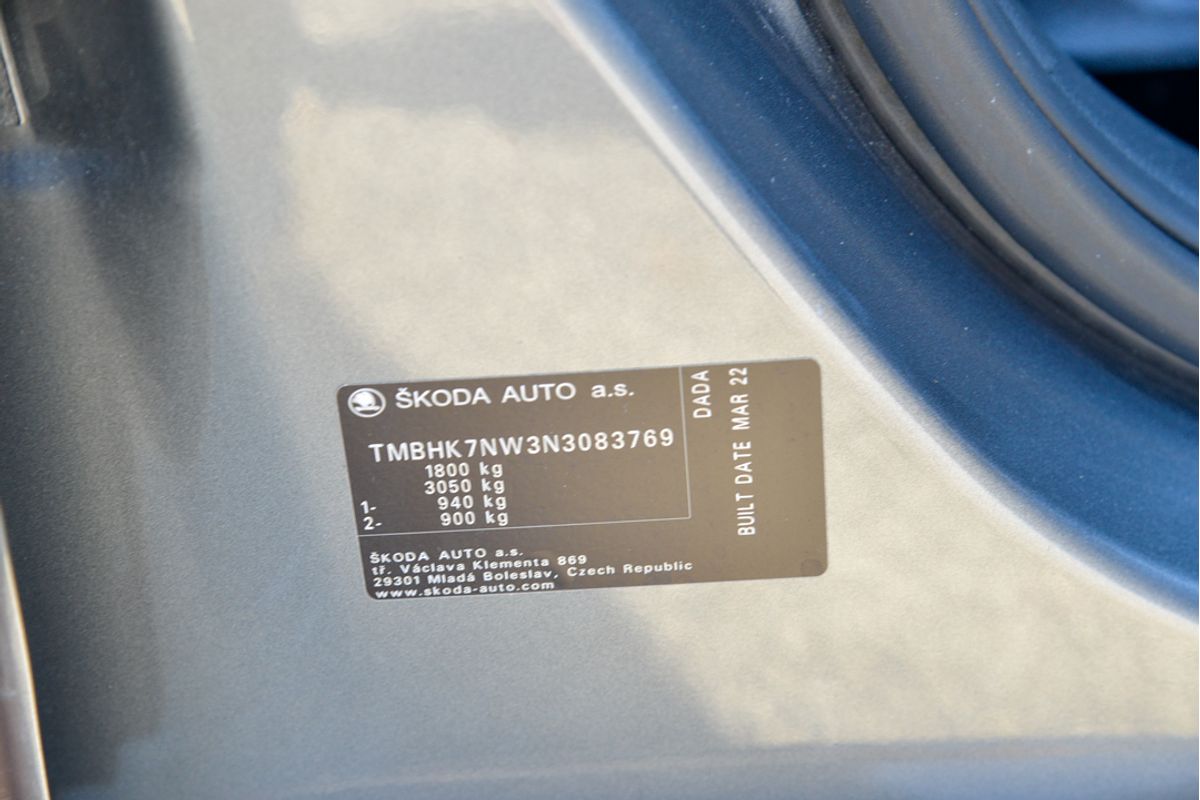 ŠKODA AUTO a.s.
TMBHK7NW3N3083769
1800 kg
3050 kg
1- 940 kg
2- 900 kg
ŠKODA AUTO a.s.
tř. Václava Klementa 869
29301 Mladá Boleslav, Czech Republic
www.skoda-auto.com
DADA
BUILT DATE MAR 22